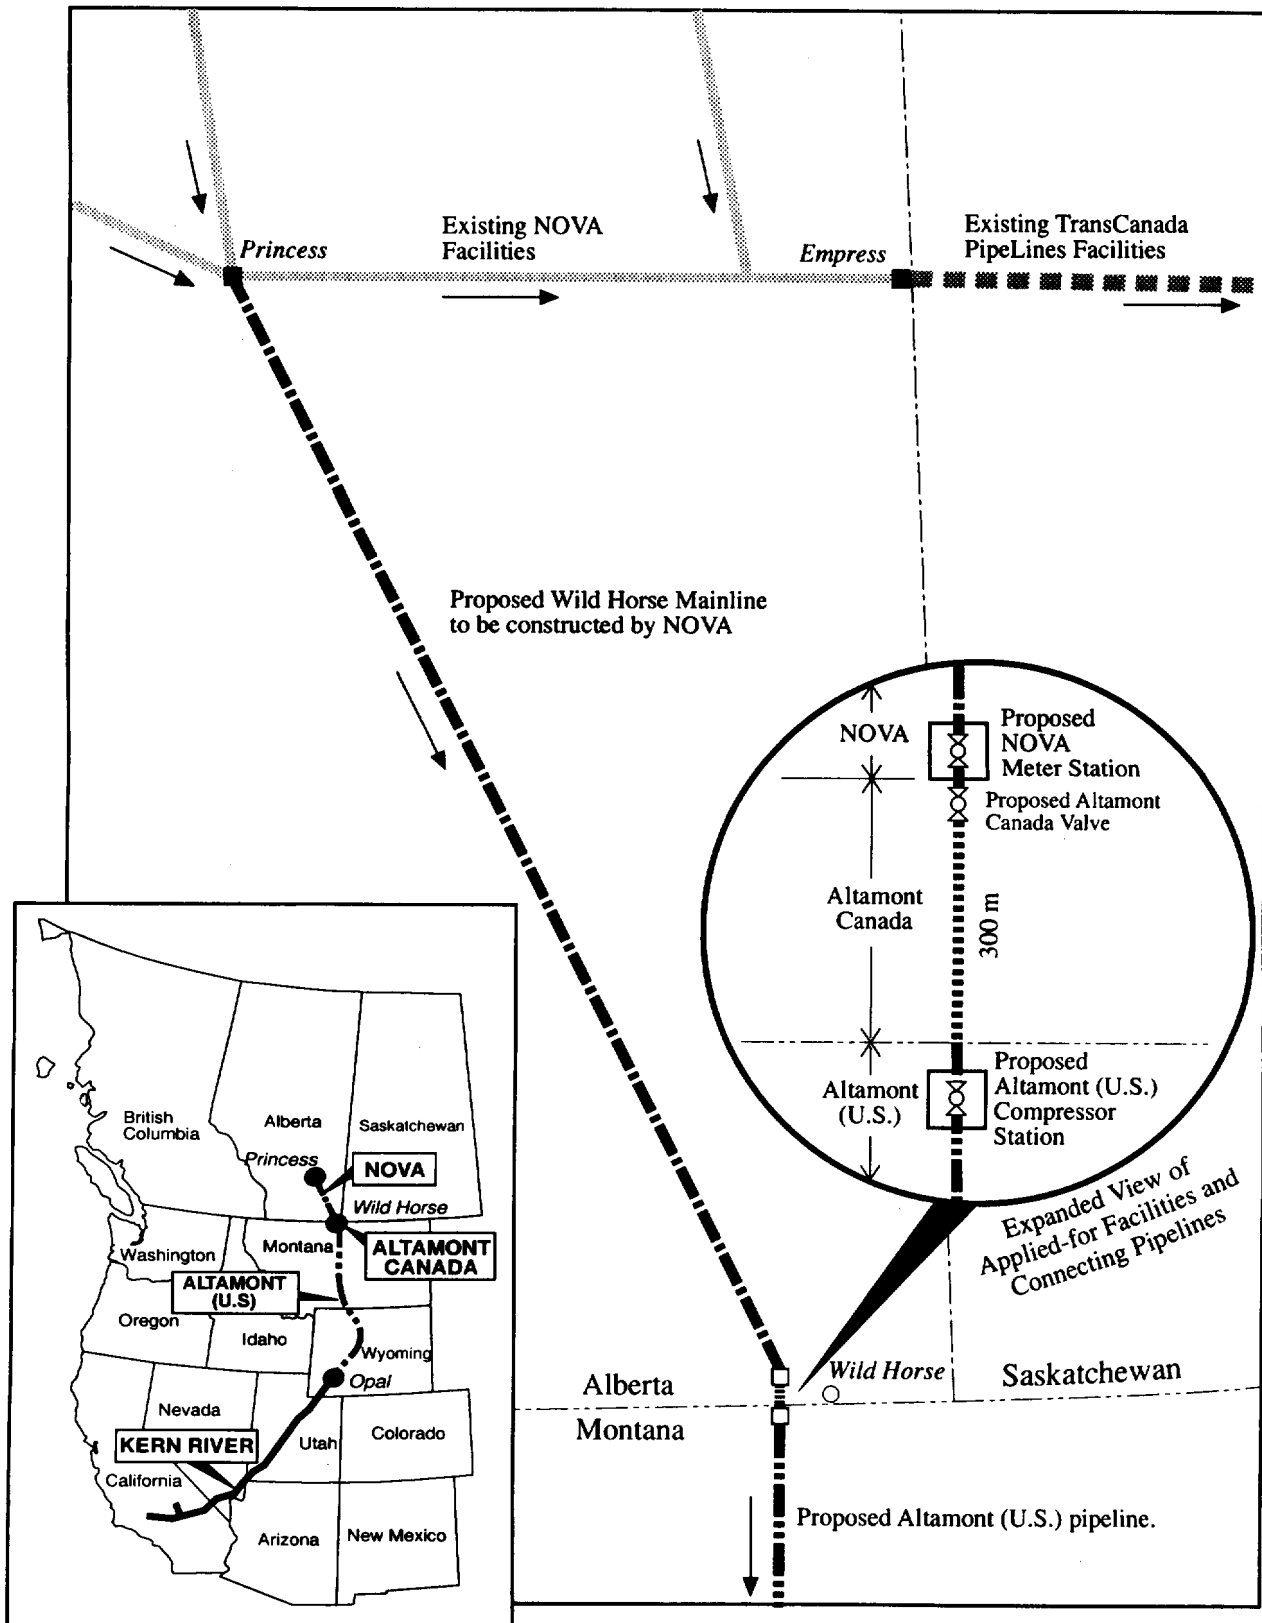 Existing NOVA
Facilities
Existing TransCanada
PipeLines Facilities
Princess
Empress
Proposed Wild Horse Mainline
to be constructed by NOVA
NOVA
Proposed
NOVA
Meter Station
Proposed Altamont
Canada Valve
Altamont
Canada
300 m
Altamont
(U.S.)
Proposed
Altamont (U.S.)
Compressor
Station
Expanded View of
Applied-for Facilities and
Connecting Pipelines
Wild Horse
Alberta
Saskatchewan
Montana
Proposed Altamont (U.S.) pipeline.
British
Columbia
Alberta
Saskatchewan
Princess
NOVA
Wild Horse
Washington
Montana
ALTAMONT
CANADA
ALTAMONT
(U.S)
Oregon
Idaho
Wyoming
Opal
Nevada
Utah
Colorado
KERN RIVER
California
Arizona
New Mexico